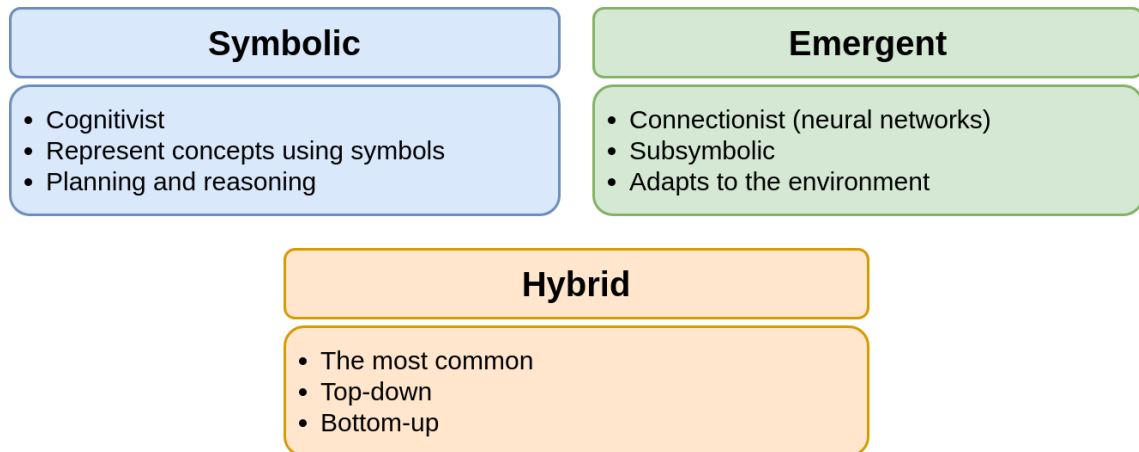 Symbolic
• Cognitivist
• Represent concepts using symbols
• Planning and reasoning
Emergent
• Connectionist (neural networks)
• Subsymbolic
• Adapts to the environment
Hybrid
• The most common
• Top-down
• Bottom-up